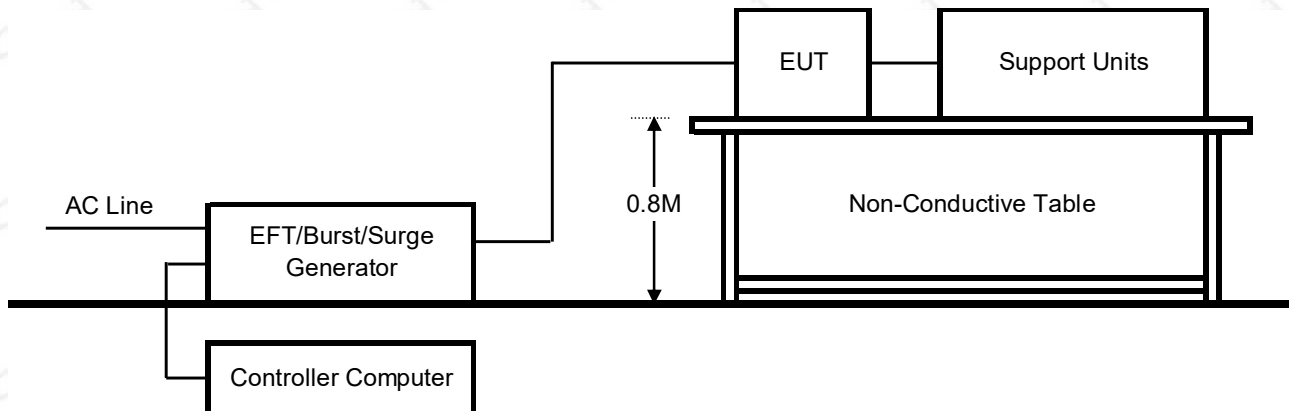 EUT
Support Units
0.8M
Non-Conductive Table
AC Line
EFT/Burst/Surge
Generator
Controller Computer